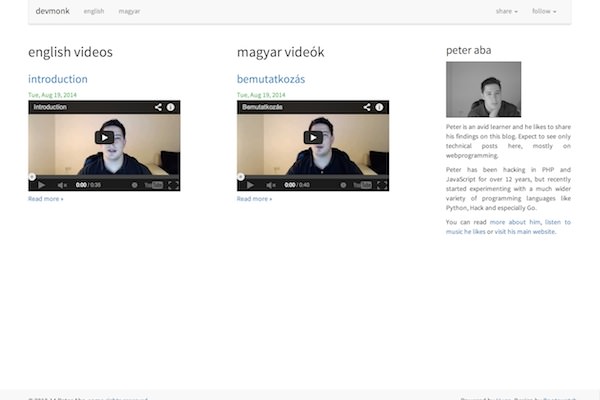 devmonk english magyar share follow
english videos
introduction
Tue, Aug 19, 2014
Introduction
0:00 / 0:35
YouTube
Read more »
magyar videók
bemutatkozás
Tue, Aug 19, 2014
Bemutatkozás
0:00 / 0:40
YouTube
Read more »
peter aba
Peter is an avid learner and he likes to share
his findings on this blog. Expect to see only
technical posts here, mostly on
webprogramming.
Peter has been hacking in PHP and
JavaScript for over 12 years, but recently
started experimenting with a much wider
variety of programming languages like
Python, Hack and especially Go.
You can read more about him, listen to
music he likes or visit his main website.